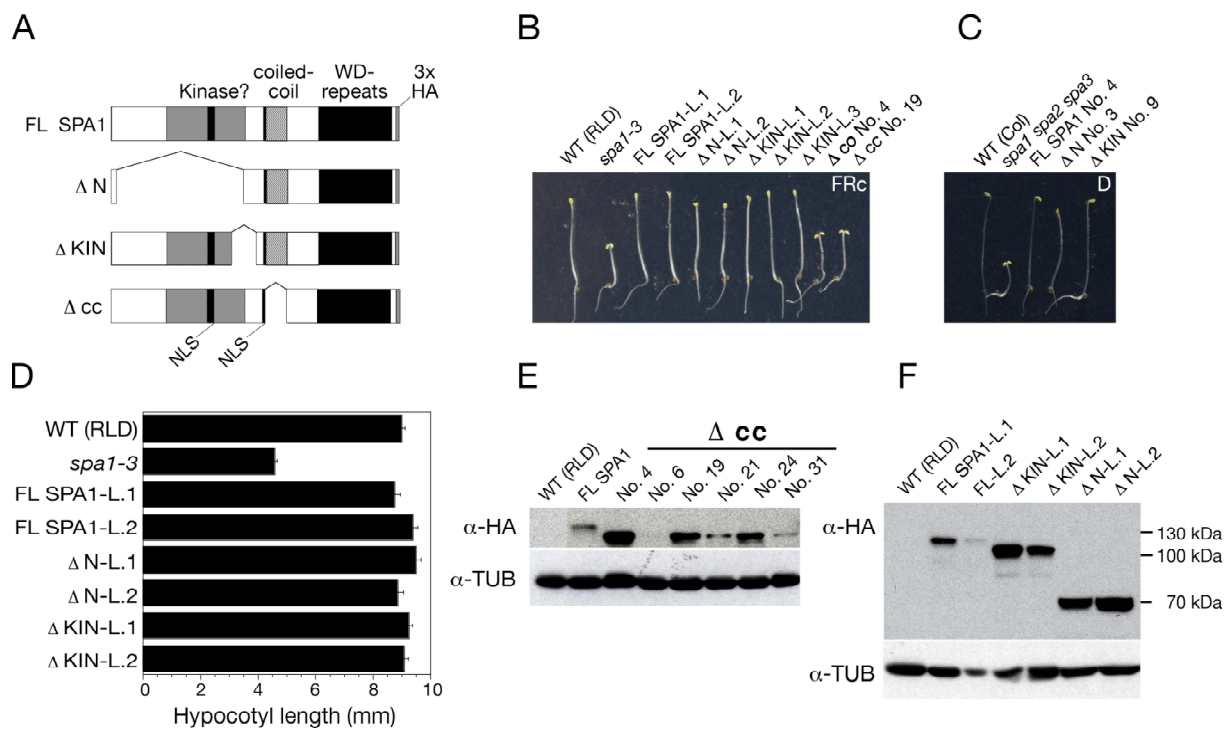 A
Kinase?
coiled-
coil
WD-
repeats
3x
HA
FL SPA1
Δ N
Δ KIN
Δ cc
NLS
NLS
B
WT (RLD)
spa1-3
FL SPA1-L.1
FL SPA1-L.2
Δ N-L.1
Δ N-L.2
Δ KIN-L.1
Δ KIN-L.2
Δ KIN-L.3
Δ cc No. 4
Δ cc No. 19
FRc
C
WT (Col)
spa1 spa2 spa3
FL SPA1 No. 4
Δ N No. 3
Δ KIN No. 9
D
D
WT (RLD)
spa1-3
FL SPA1-L.1
FL SPA1-L.2
Δ N-L.1
Δ N-L.2
Δ KIN-L.1
Δ KIN-L.2
0 2 4 6 8 10
Hypocotyl length (mm)
E
Δ cc
WT (RLD)
FL SPA1
No. 4
No. 6
No. 19
No. 21
No. 24
No. 31
α-HA
α-TUB
F
WT (RLD)
FL SPA1-L.1
FL-L.2
Δ KIN-L.1
Δ KIN-L.2
Δ N-L.1
Δ N-L.2
α-HA
130 kDa
100 kDa
70 kDa
α-TUB